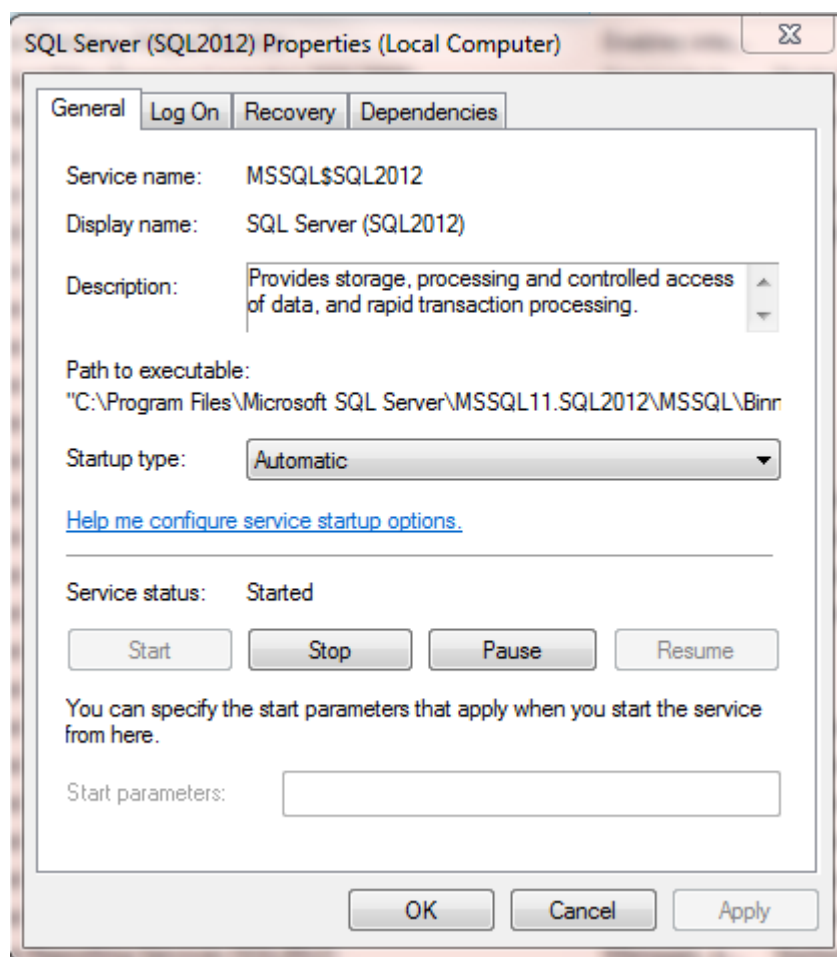 SQL Server (SQL2012) Properties (Local Computer)
General Log On Recovery Dependencies
Service name: MSSQL$SQL2012
Display name: SQL Server (SQL2012)
Description: Provides storage, processing and controlled access
of data, and rapid transaction processing.
Path to executable:
"C:\Program Files\Microsoft SQL Server\MSSQL11.SQL2012\MSSQL\Binn
Startup type: Automatic
Help me configure service startup options.
Service status: Started
Start Stop Pause Resume
You can specify the start parameters that apply when you start the service
from here.
Start parameters:
OK Cancel Apply